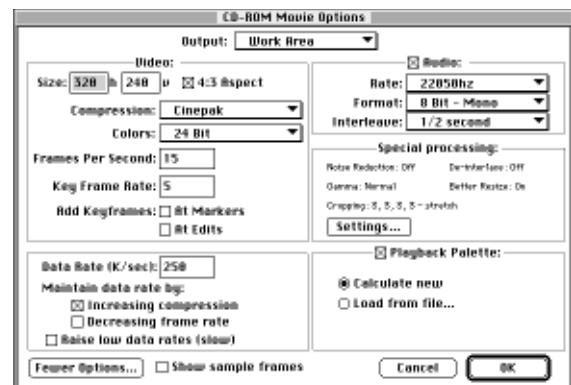 CD-ROM Movie Options
Output: Work Area
Video:
Size: 320 h 240 v 4:3 Aspect
Compression: Cinepak
Colors: 24 Bit
Frames Per Second: 15
Key Frame Rate: 5
Add Keyframes: At Markers
At Edits
Data Rate (K/sec): 250
Maintain data rate by:
Increasing compression
Decreasing frame rate
Raise low data rates (slow)
Audio:
Rate: 22050hz
Format: 8 Bit - Mono
Interleave: 1/2 second
Special processing:
Noise Reduction: Off De-interlace: Off
Gamma: Normal Better Resize: On
Cropping: 8, 8, 8, 8 - stretch
Settings...
Playback Palette:
Calculate new
Load from file...
Fewer Options... Show sample frames Cancel OK